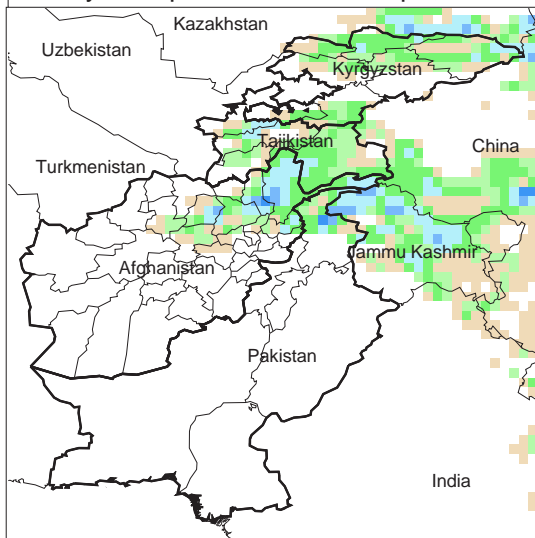 Kazakhstan
Uzbekistan
Kyrgyzstan
Tajikistan
China
Turkmenistan
Jammu Kashmir
Afghanistan
Pakistan
India